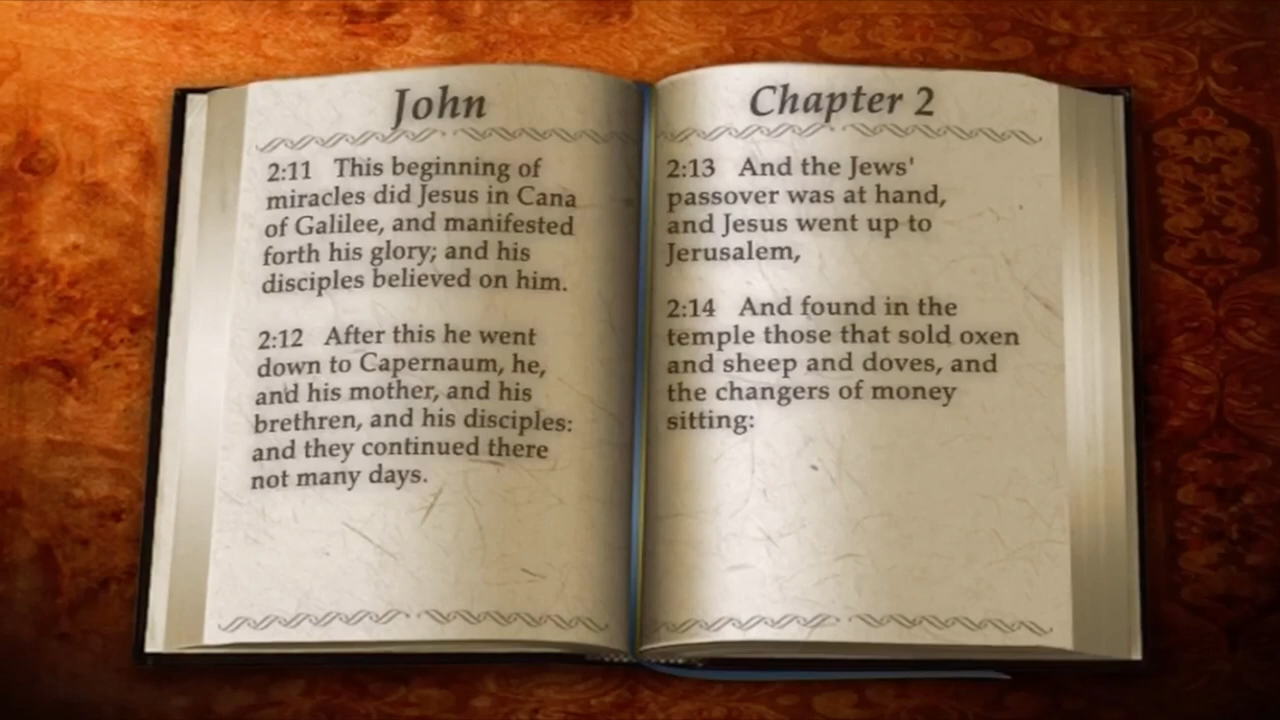 John
2:11 This beginning of
miracles did Jesus in Cana
of Galilee, and manifested
forth his glory; and his
disciples believed on him.
2:12 After this he went
down to Capernaum, he,
and his mother, and his
brethren, and his disciples:
and they continued there
not many days.
Chapter 2
2:13 And the Jews'
passover was at hand,
and Jesus went up to
Jerusalem,
2:14 And found in the
temple those that sold oxen
and sheep and doves, and
the changers of money
sitting: